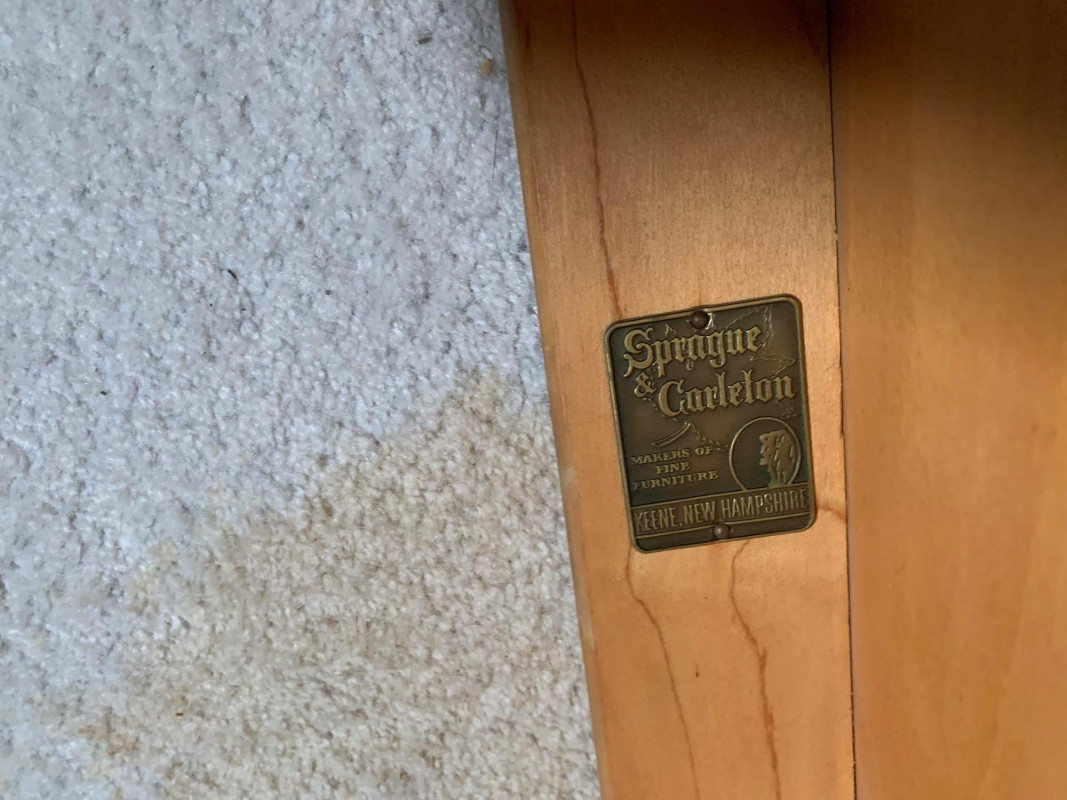 Sprague
& Carleton
MAKERS OF
FINE
FURNITURE
KEENE, NEW HAMPSHIRE